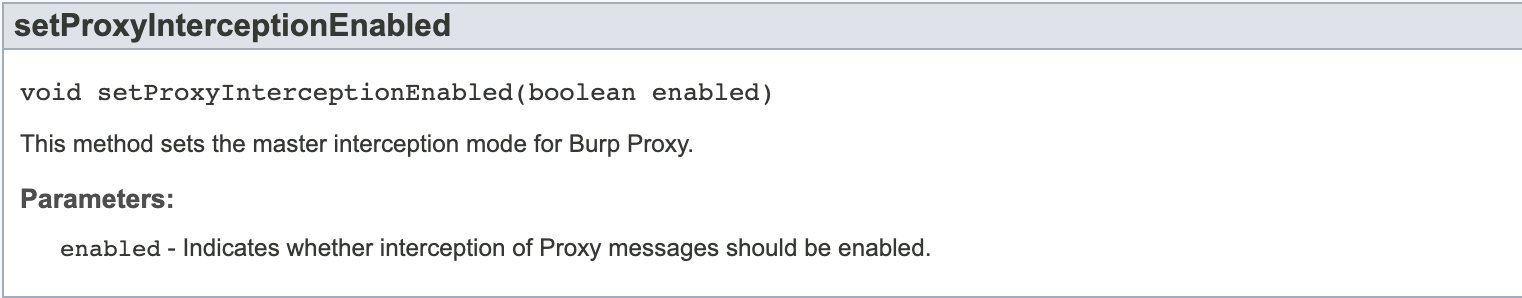 setProxyInterceptionEnabled
void setProxyInterceptionEnabled(boolean enabled)
This method sets the master interception mode for Burp Proxy.
Parameters:
enabled - Indicates whether interception of Proxy messages should be enabled.